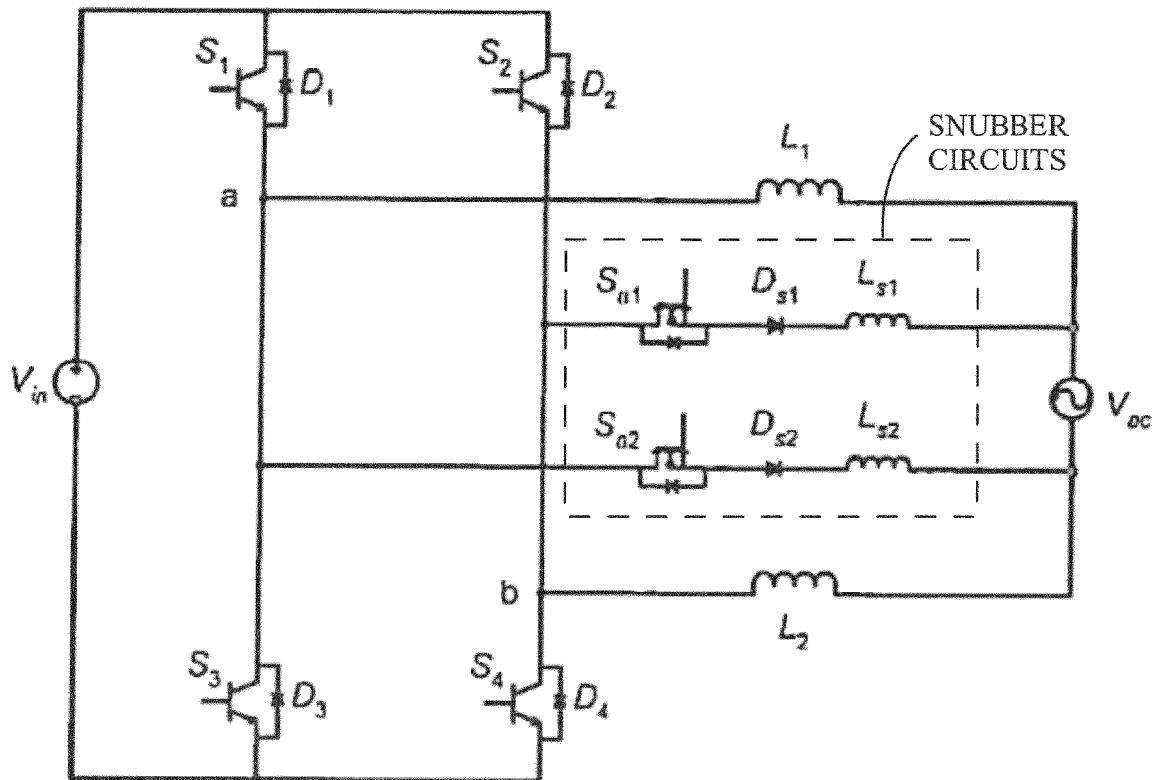 S1
D1
S2
D2
SNUBBER
CIRCUITS
L1
a
Sa1
Ds1
Ls1
Vin
Vac
Sa2
Ds2
Ls2
b
L2
S3
D3
S4
D4